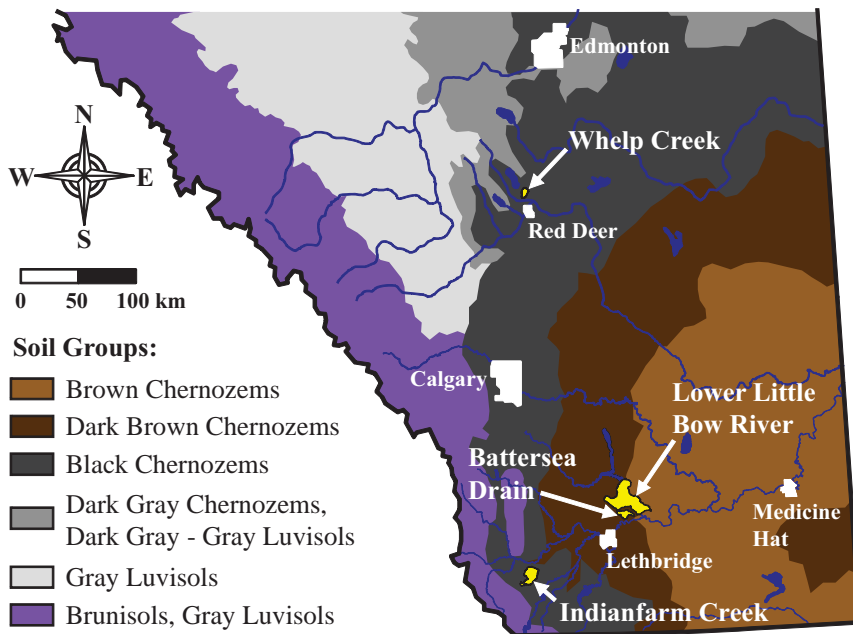 Edmonton
Whelp Creek
N
W
E
S
Red Deer
0 50 100 km
Soil Groups:
Brown Chernozems
Dark Brown Chernozems
Black Chernozems
Dark Gray Chernozems,
Dark Gray - Gray Luvisols
Gray Luvisols
Brunisols, Gray Luvisols
Calgary
Lower Little
Bow River
Battersea
Drain
Medicine
Hat
Lethbridge
Indianfarm Creek